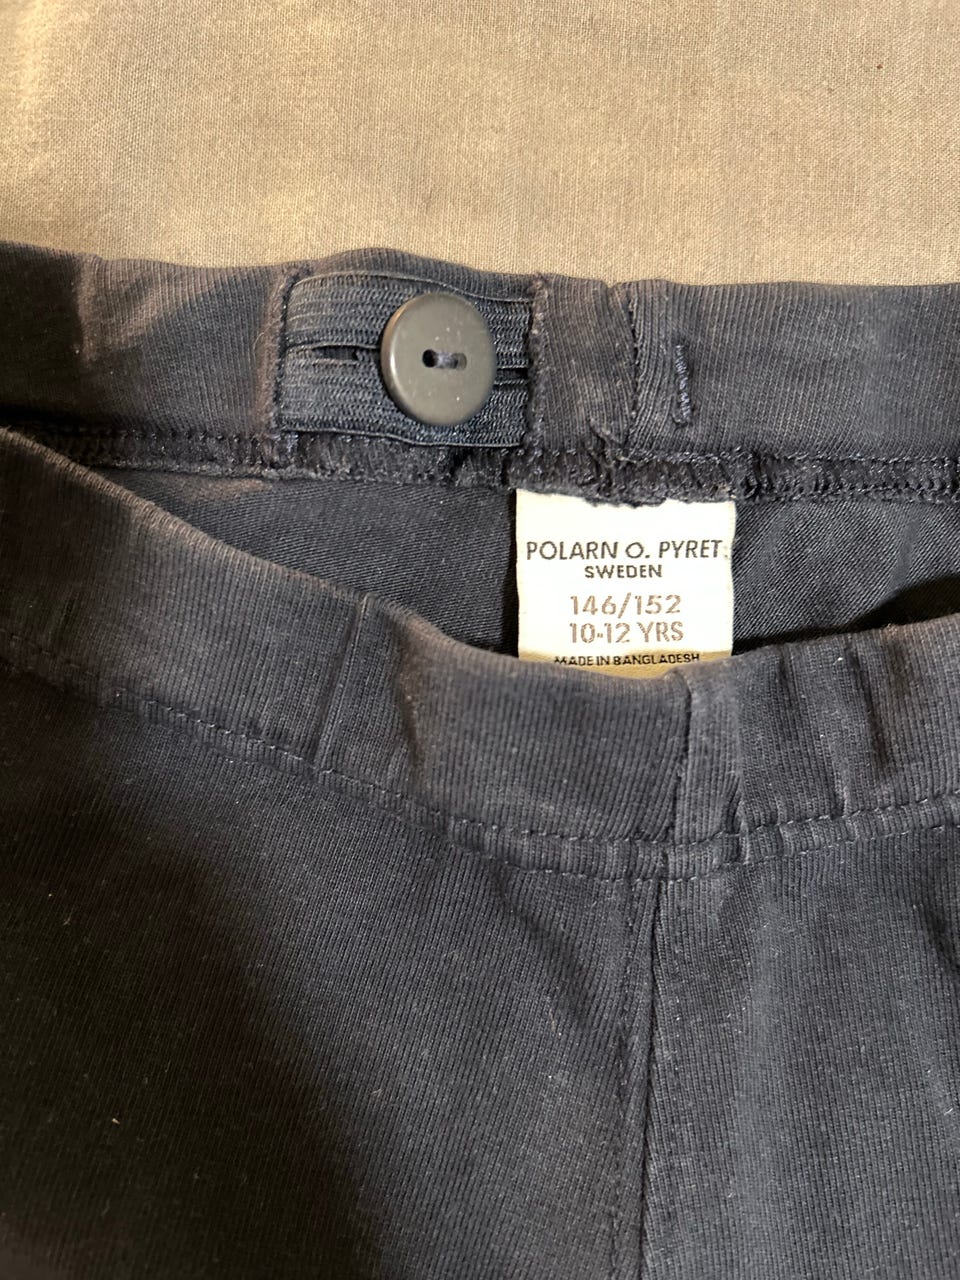 POLARN O. PYRET
SWEDEN
146/152
10-12 YRS
MADE IN BANGLADESH